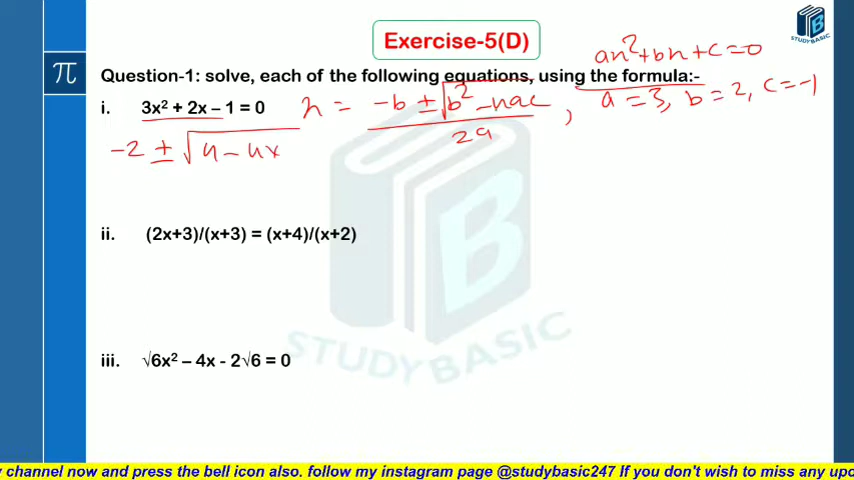 Exercise-5(D)
STUDYBASIC
π
ax²+bx+c=0
Question-1: solve, each of the following equations, using the formula:-
i. 3x² + 2x – 1 = 0
x = -b ± √b²-4ac / 2a , a = 3, b = 2, c = -1
-2 ± √4 - 4x
ii. (2x+3)/(x+3) = (x+4)/(x+2)
STUDYBASIC
iii. √6x² – 4x - 2√6 = 0
channel now and press the bell icon also. follow my instagram page @studybasic247 If you don't wish to miss any